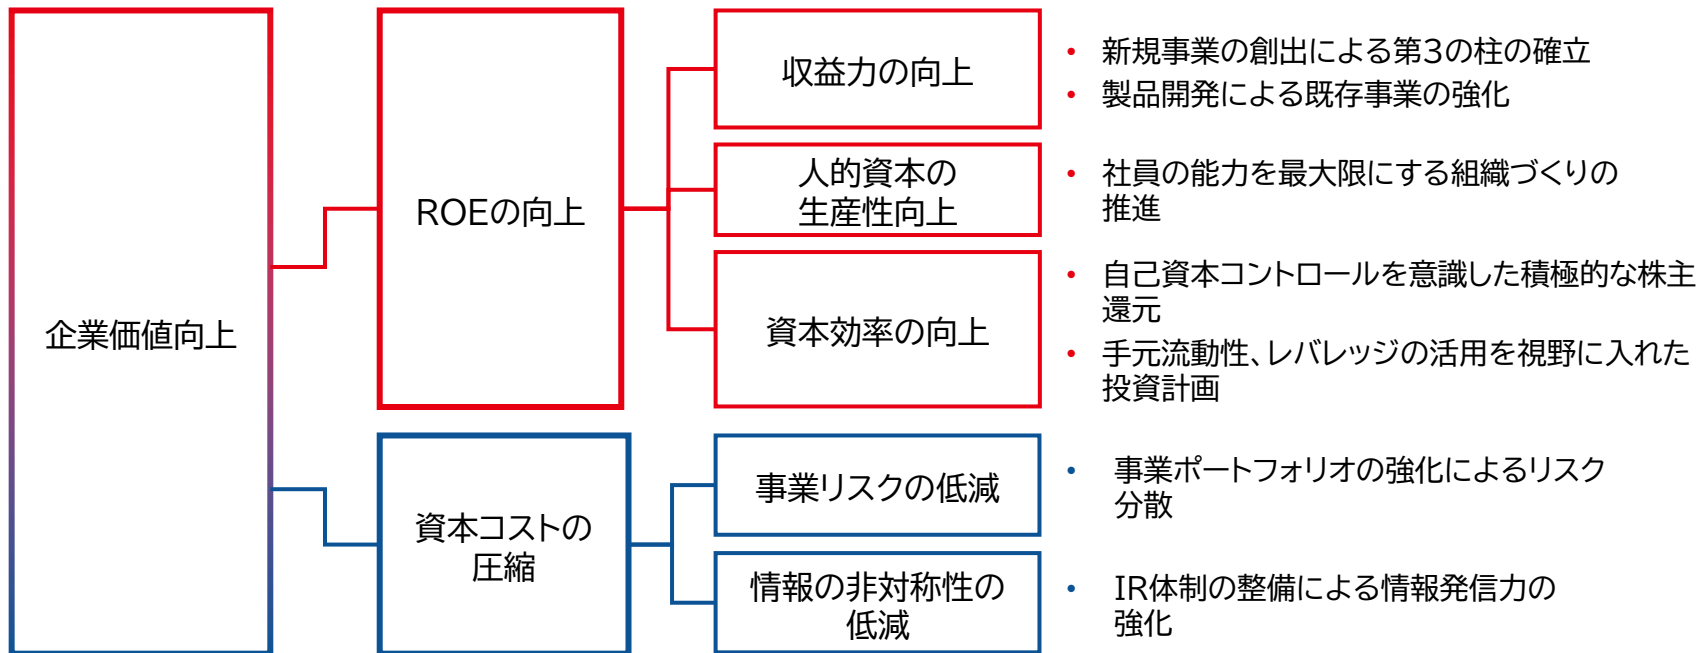 企業価値向上
ROEの向上
収益力の向上
• 新規事業の創出による第3の柱の確立
• 製品開発による既存事業の強化
人的資本の
生産性向上
• 社員の能力を最大限にする組織づくりの
推進
資本効率の向上
• 自己資本コントロールを意識した積極的な株主
還元
• 手元流動性、レバレッジの活用を視野に入れた
投資計画
資本コストの
圧縮
事業リスクの低減
• 事業ポートフォリオの強化によるリスク
分散
情報の非対称性の
低減
• IR体制の整備による情報発信力の
強化